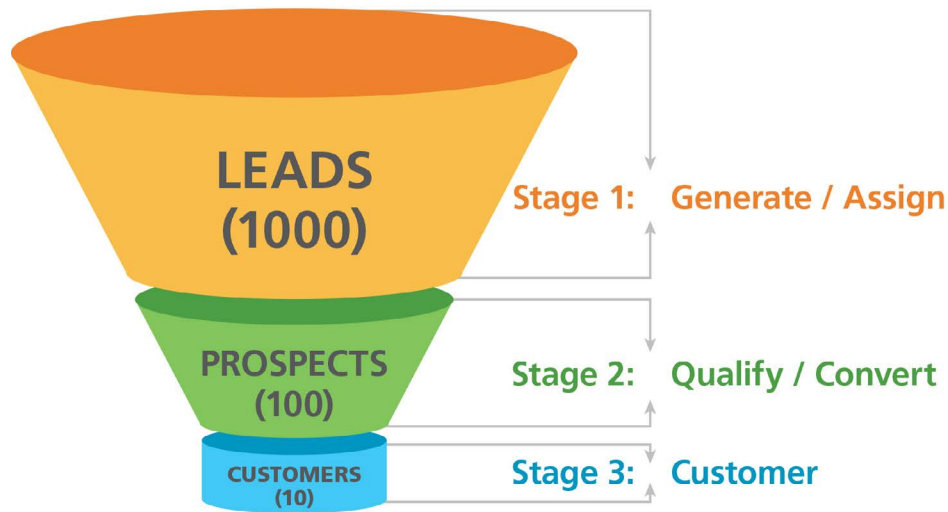 LEADS
(1000)
Stage 1: Generate / Assign
PROSPECTS
(100)
Stage 2: Qualify / Convert
CUSTOMERS
(10)
Stage 3: Customer